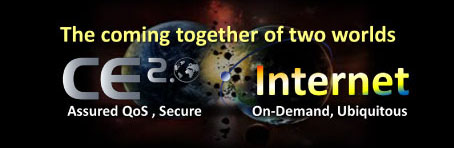 The coming together of two worlds
CE2.0 Internet
Assured QoS , Secure On-Demand, Ubiquitous